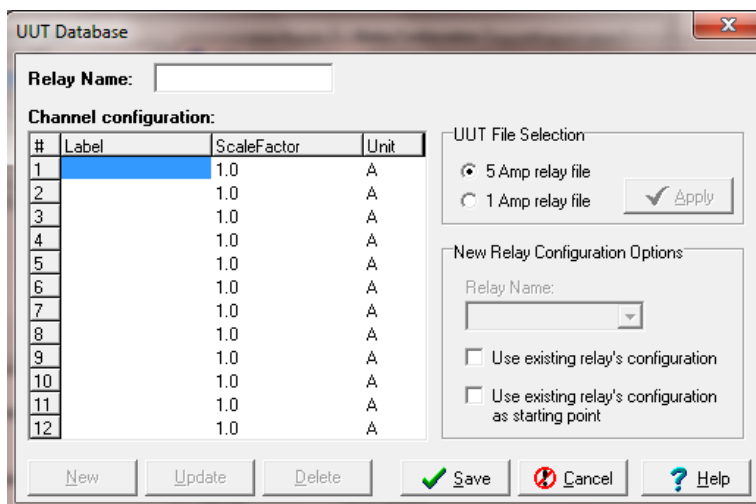 UUT Database
Relay Name:
Channel configuration:
# Label ScaleFactor Unit
1 1.0 A
2 1.0 A
3 1.0 A
4 1.0 A
5 1.0 A
6 1.0 A
7 1.0 A
8 1.0 A
9 1.0 A
10 1.0 A
11 1.0 A
12 1.0 A
UUT File Selection
5 Amp relay file
1 Amp relay file
Apply
New Relay Configuration Options
Relay Name:
Use existing relay's configuration
Use existing relay's configuration
as starting point
New Update Delete Save Cancel Help